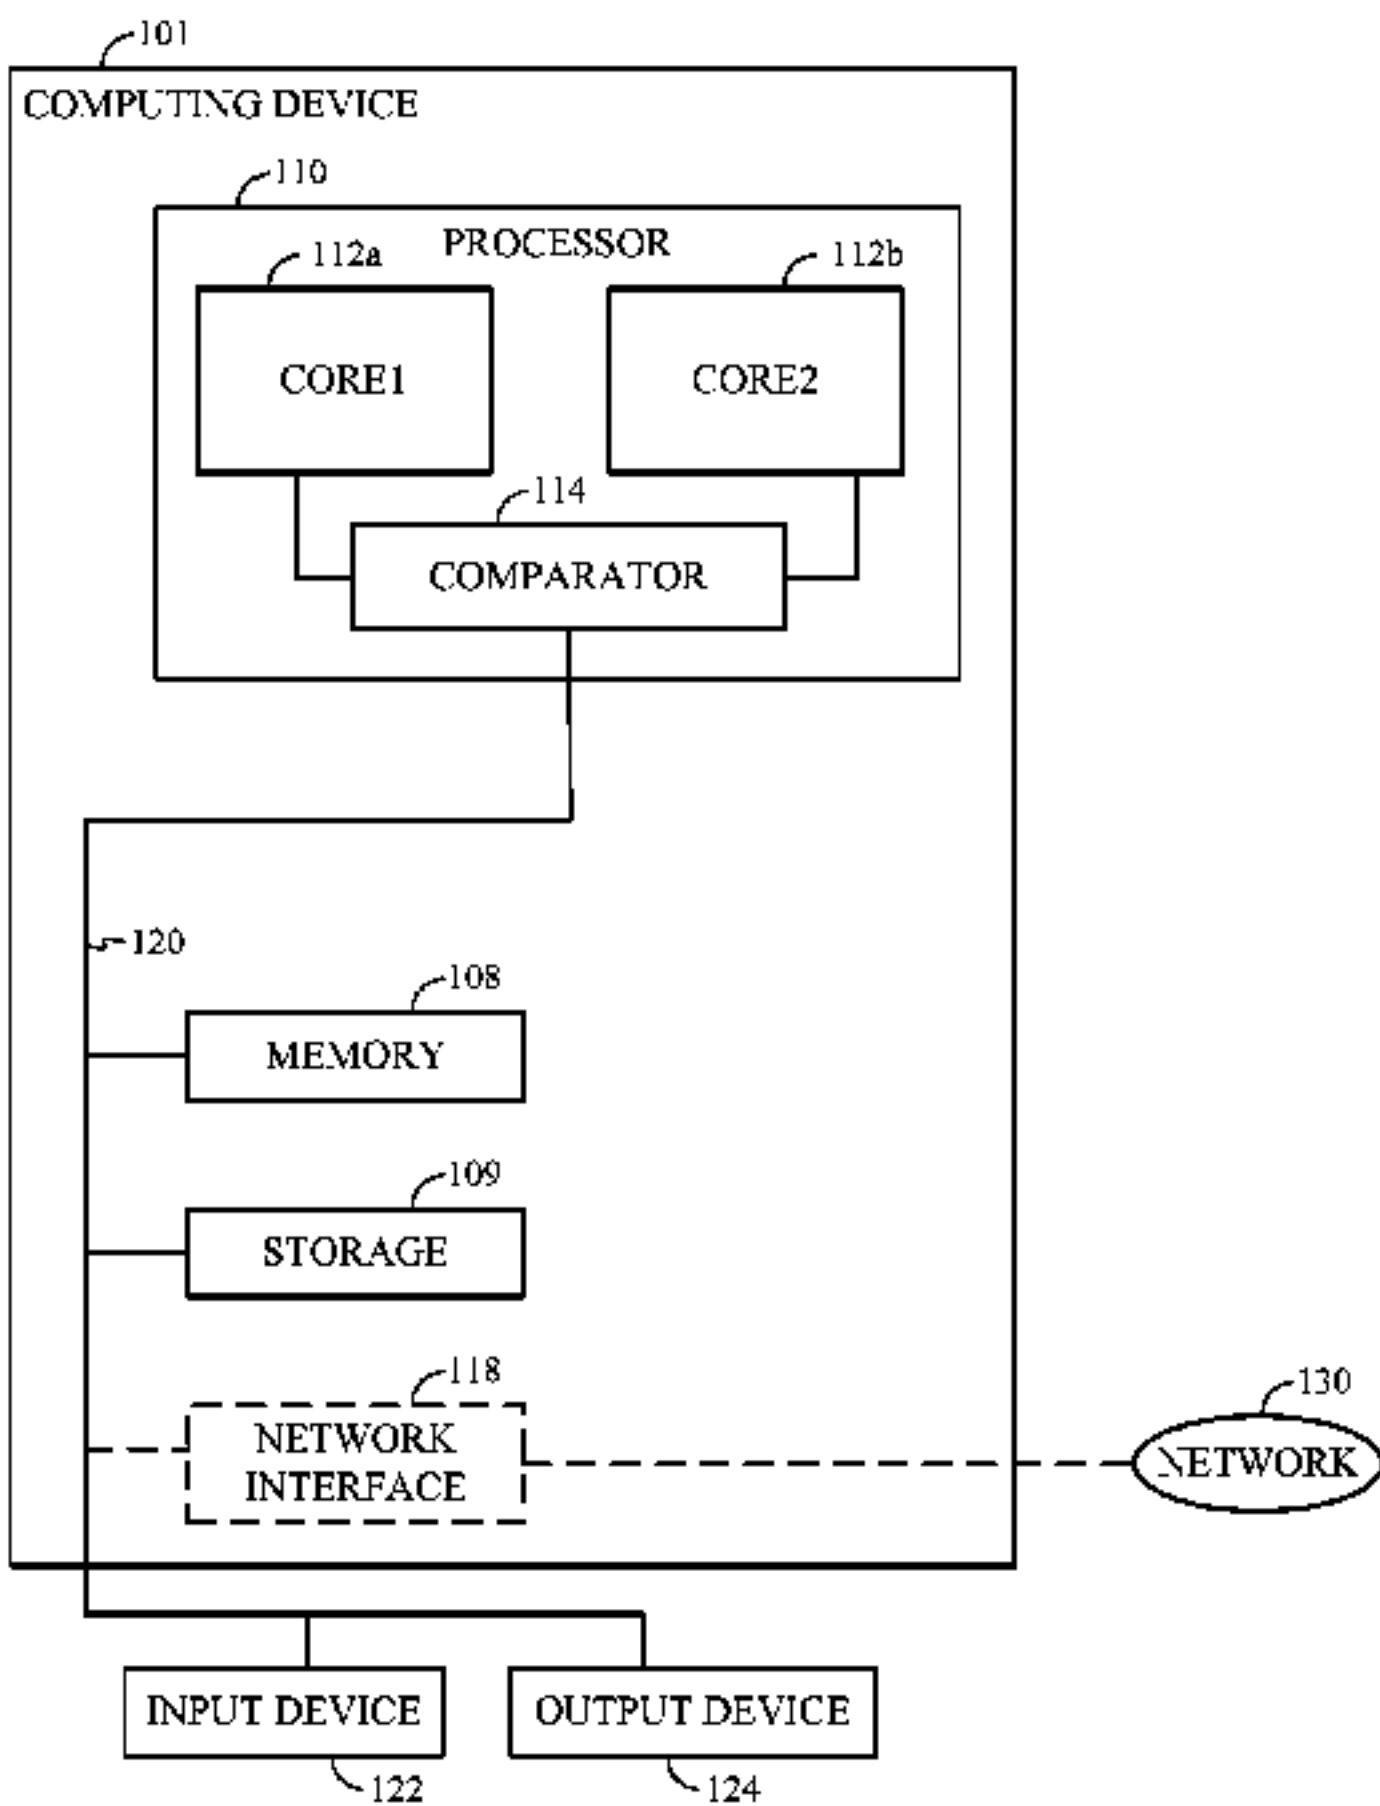 101
COMPUTING DEVICE
110
PROCESSOR
112a
112b
CORE1
CORE2
114
COMPARATOR
120
108
MEMORY
109
STORAGE
118
NETWORK
INTERFACE
130
NETWORK
INPUT DEVICE
OUTPUT DEVICE
122
124